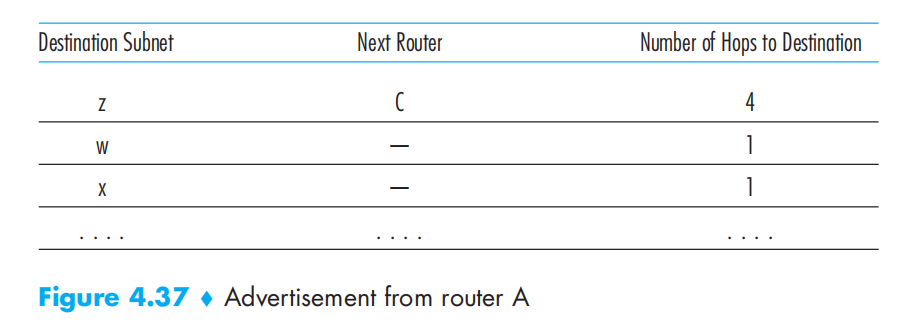 Destination Subnet Next Router Number of Hops to Destination
z C 4
w — 1
x — 1
. . . . . . . . . . . .
Figure 4.37 ♦ Advertisement from router A